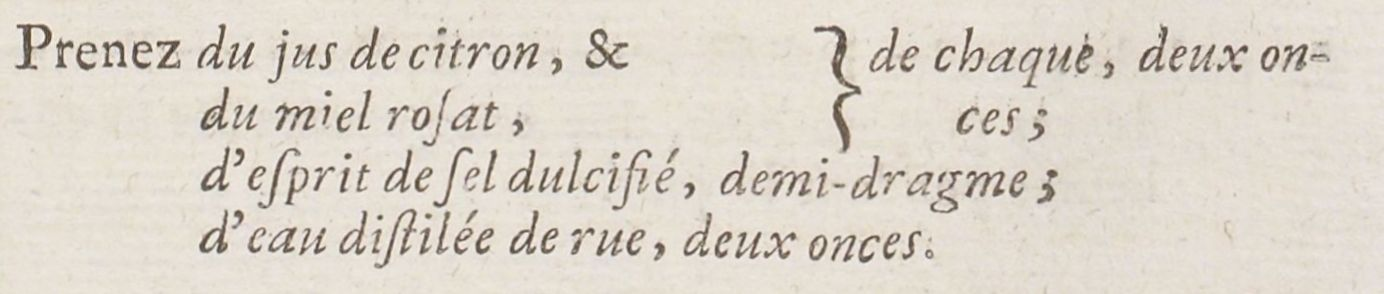 Prenez du jus de citron, & } de chaque, deux on-
du miel roſat, ces;
d'eſprit de ſel dulcifié, demi-dragme;
d'eau diſtilée de rue, deux onces.